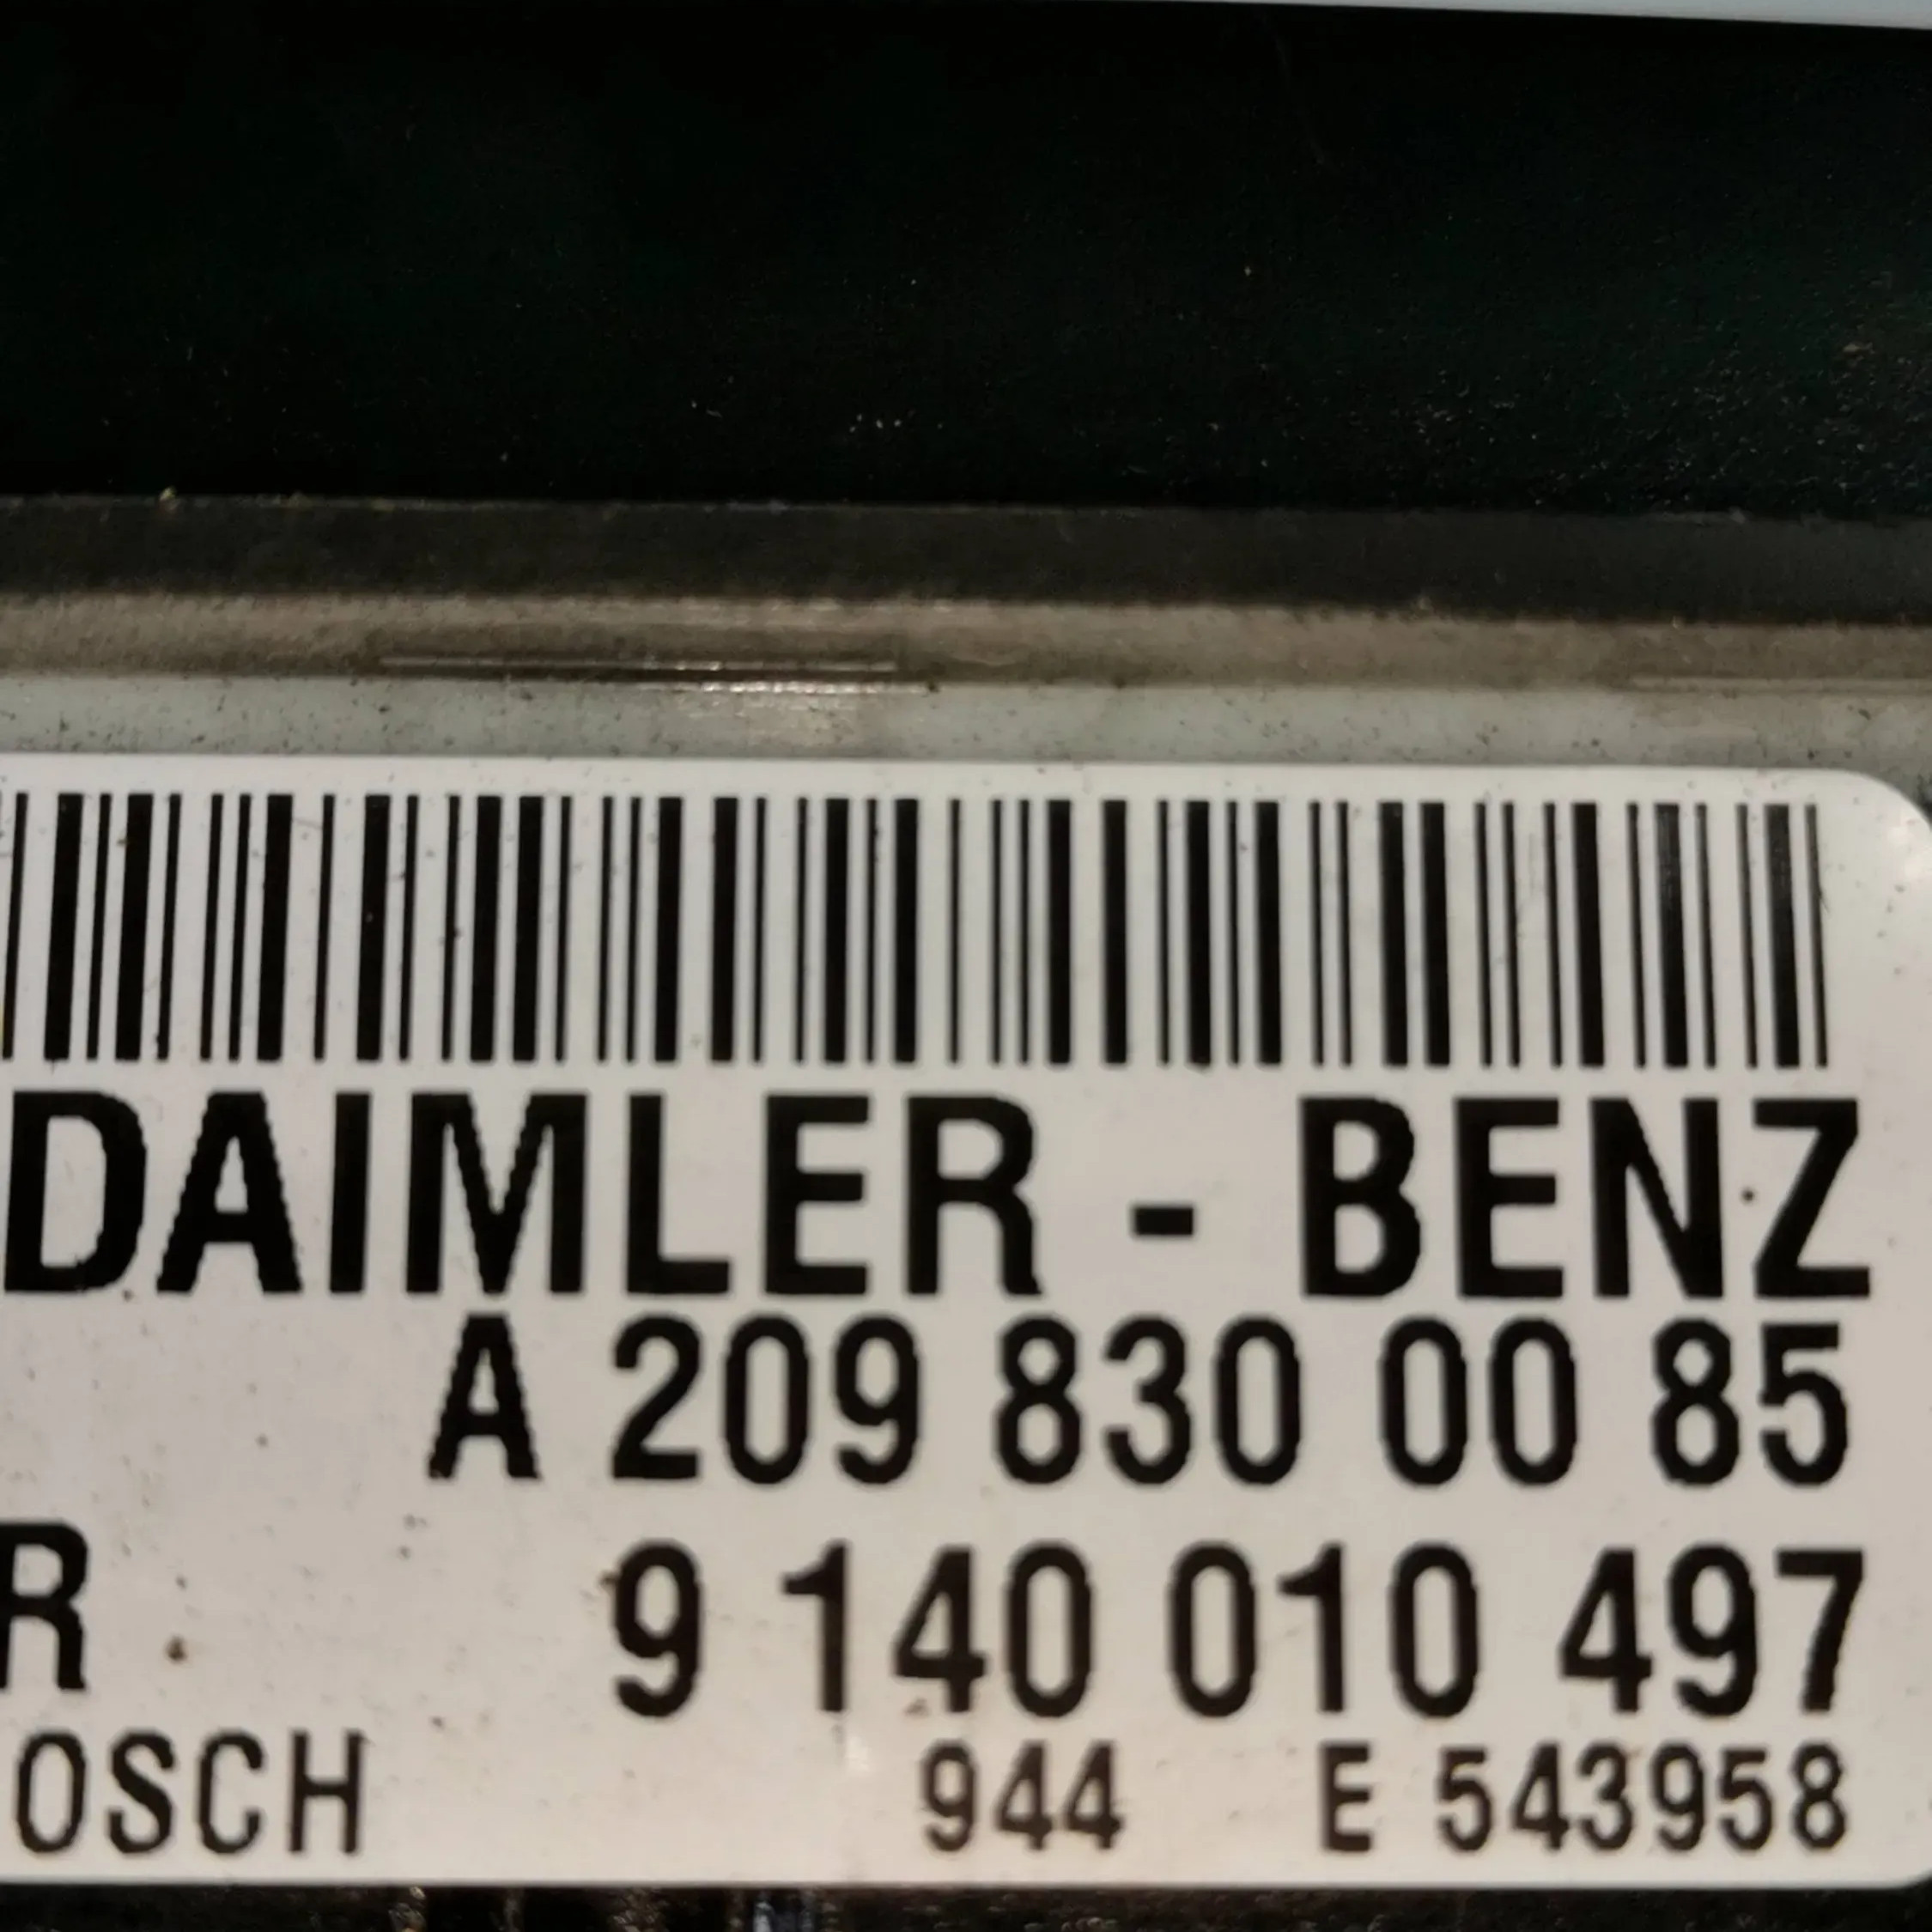 DAIMLER - BENZ
A 209 830 00 85
R 9 140 010 497
OSCH 944 E 543958